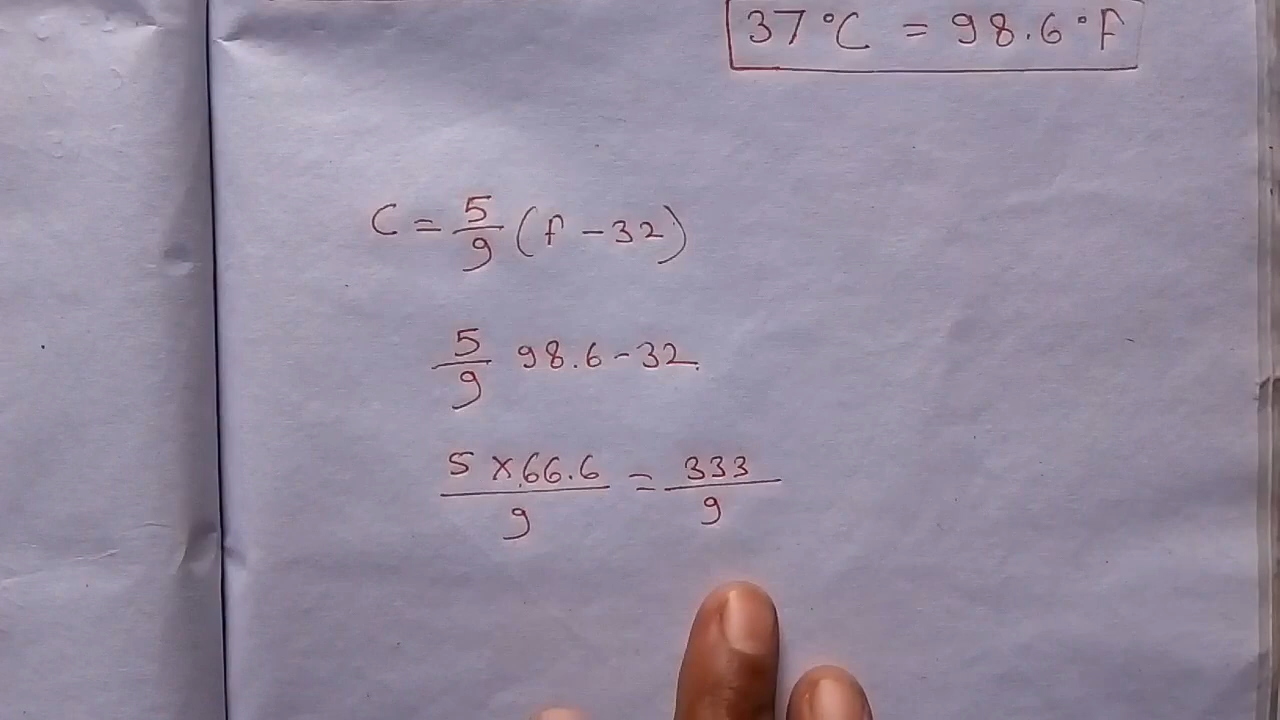 37°C = 98.6°F
C = 5/9 (f - 32)
5/9 98.6 - 32.
5 × 66.6 / 9 = 333 / 9